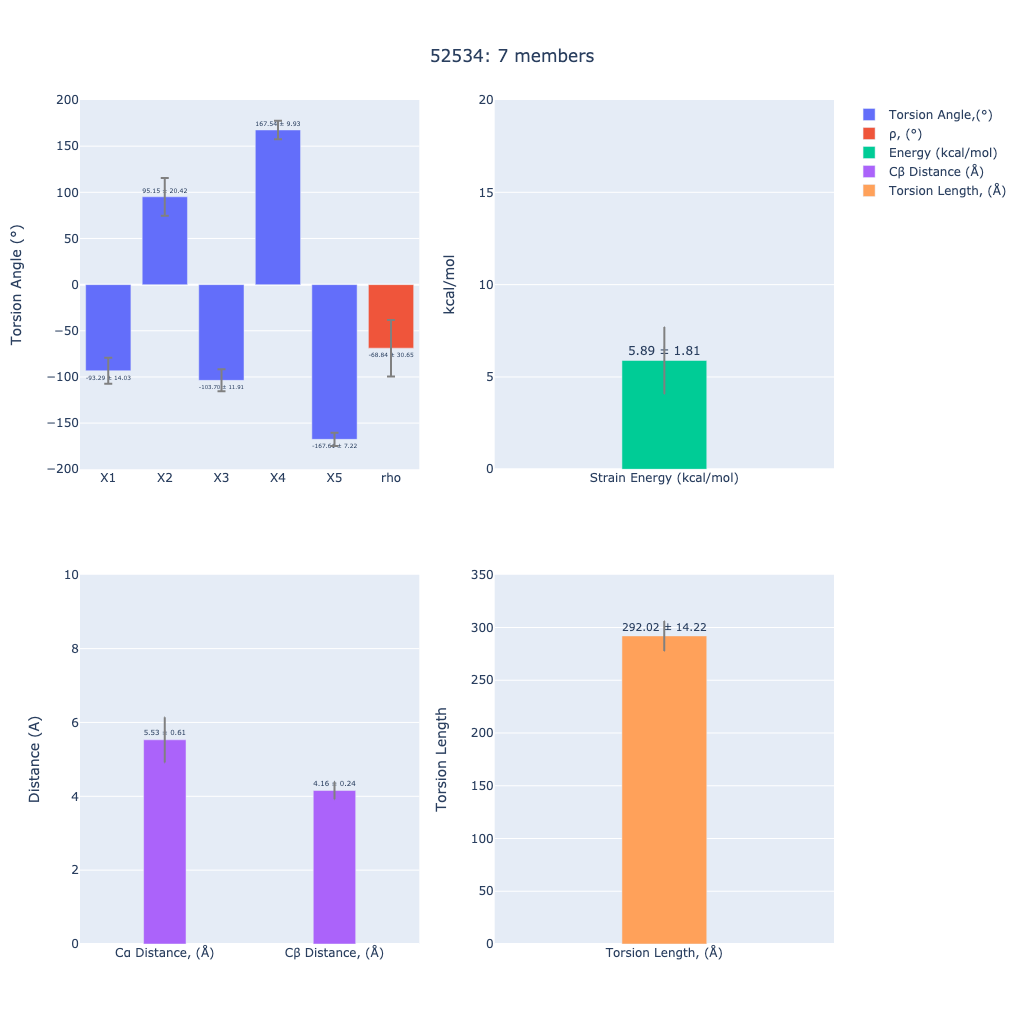 52534: 7 members
Torsion Angle (°)
200
150
100
50
0
−50
−100
−150
−200
-93.29 ± 14.03
95.15 ± 20.42
-103.70 ± 11.91
167.54 ± 9.93
± 7.22
-68.84 ± 30.65
X1 X2 X3 X4 X5 rho
kcal/mol
20
15
10
5
0
5.89 ± 1.81
Strain Energy (kcal/mol)
Torsion Angle,(°)
ρ, (°)
Energy (kcal/mol)
Cβ Distance (Å)
Torsion Length, (Å)
Distance (A)
10
8
6
4
2
0
5.53 ± 0.61
4.16 ± 0.24
Cα Distance, (Å) Cβ Distance, (Å)
Torsion Length
350
300
250
200
150
100
50
0
292.02 ± 14.22
Torsion Length, (Å)